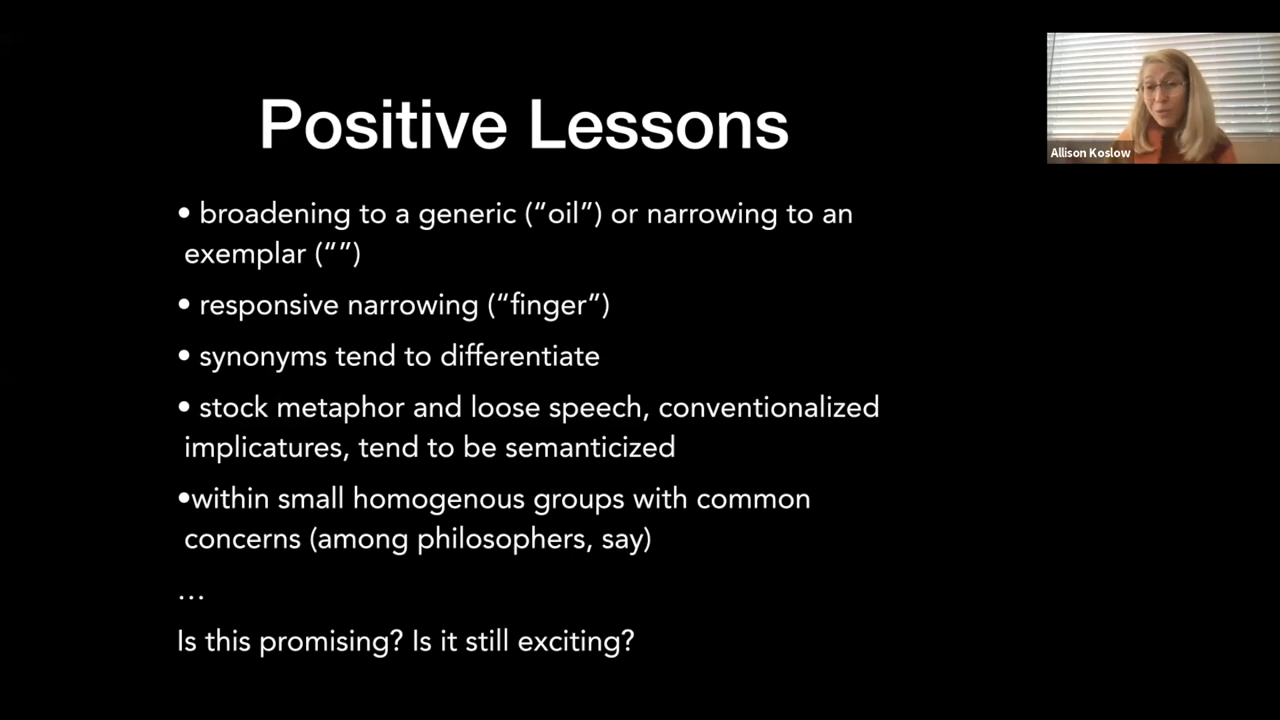 Positive Lessons
Allison Koslow
• broadening to a generic (“oil”) or narrowing to an
exemplar (“”)
• responsive narrowing (“finger”)
• synonyms tend to differentiate
• stock metaphor and loose speech, conventionalized
implicatures, tend to be semanticized
•within small homogenous groups with common
concerns (among philosophers, say)
…
Is this promising? Is it still exciting?